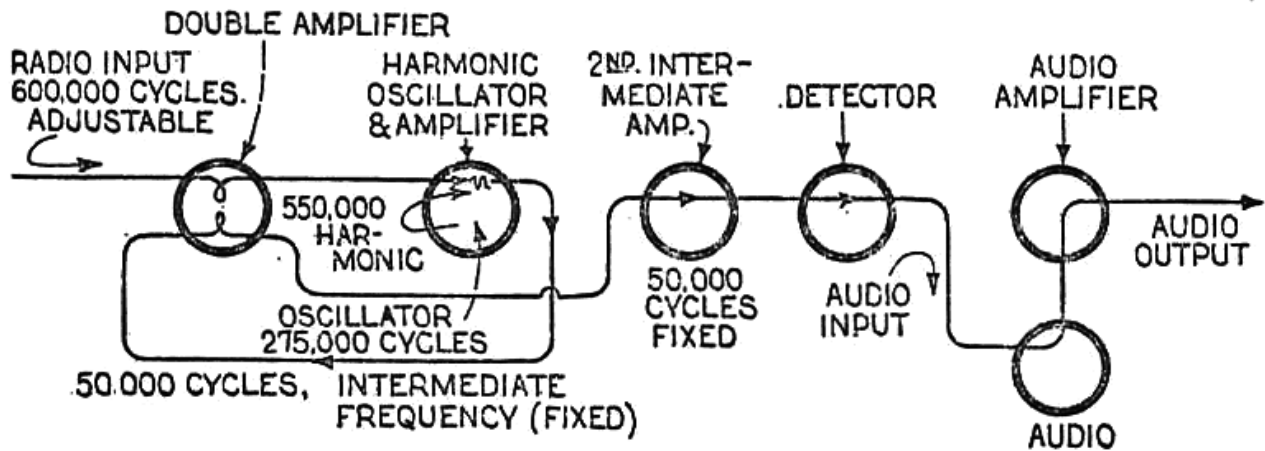 DOUBLE AMPLIFIER
RADIO INPUT
600,000 CYCLES.
ADJUSTABLE
HARMONIC
OSCILLATOR
& AMPLIFIER
2ND. INTER-
MEDIATE
AMP.
.DETECTOR
AUDIO
AMPLIFIER
550,000
HAR-
MONIC
OSCILLATOR
275,000 CYCLES
50,000
CYCLES
FIXED
AUDIO
INPUT
AUDIO
OUTPUT
.50.000 CYCLES, INTERMEDIATE
FREQUENCY (FIXED)
AUDIO